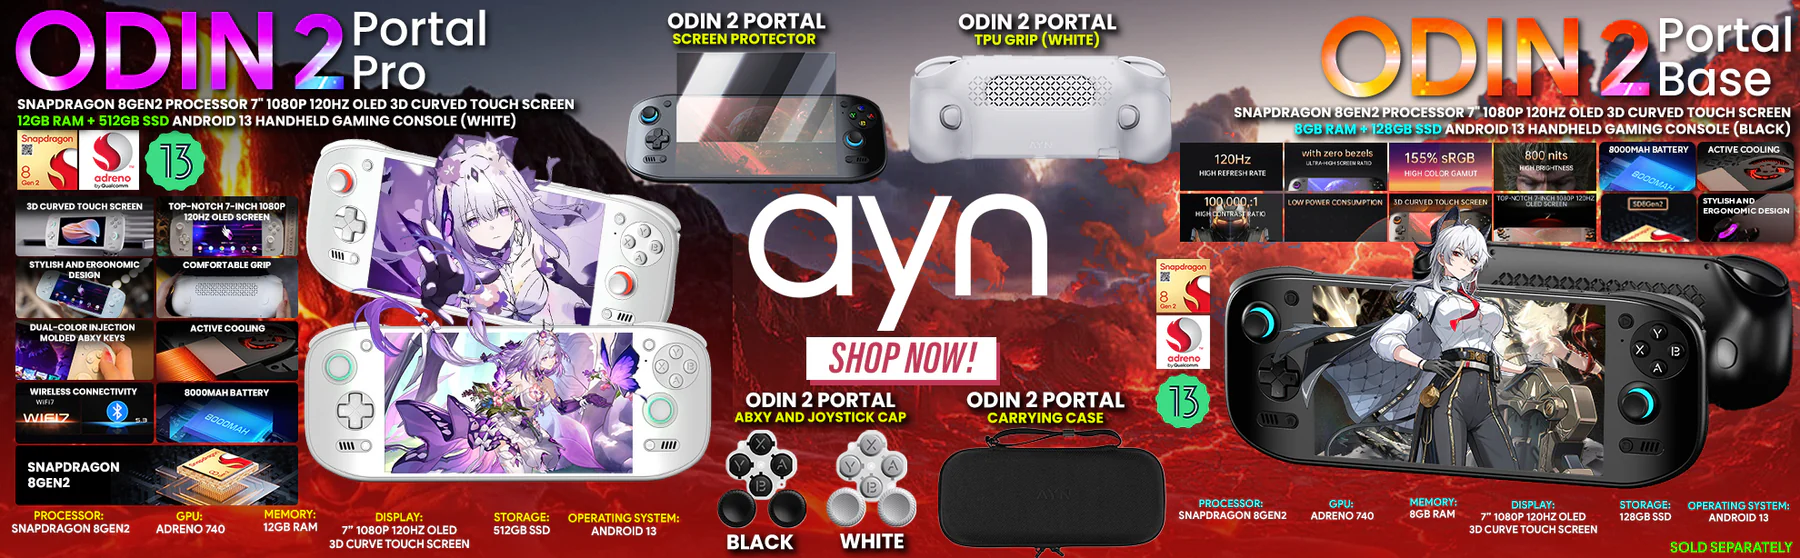 ODIN 2 Portal Pro
SNAPDRAGON 8GEN2 PROCESSOR 7" 1080P 120HZ OLED 3D CURVED TOUCH SCREEN
12GB RAM + 512GB SSD ANDROID 13 HANDHELD GAMING CONSOLE (WHITE)
Snapdragon
8
Gen 2
adreno
by Qualcomm
13
3D CURVED TOUCH SCREEN
TOP-NOTCH 7-INCH 1080P
120HZ OLED SCREEN
STYLISH AND ERGONOMIC
DESIGN
COMFORTABLE GRIP
DUAL-COLOR INJECTION
MOLDED ABXY KEYS
ACTIVE COOLING
WIRELESS CONNECTIVITY
WiFi7
WIFI7
5.3
8000MAH BATTERY
8000MAH
SNAPDRAGON
8GEN2
Snapdragon
PROCESSOR:
SNAPDRAGON 8GEN2
GPU:
ADRENO 740
MEMORY:
12GB RAM
DISPLAY:
7" 1080P 120HZ OLED
3D CURVE TOUCH SCREEN
STORAGE:
512GB SSD
OPERATING SYSTEM:
ANDROID 13
X
Y
A
B
X
Y
B
A
ODIN 2 PORTAL
SCREEN PROTECTOR
ODIN 2 PORTAL
TPU GRIP (WHITE)
AYN
ayn
SHOP NOW!
ODIN 2 PORTAL
ABXY AND JOYSTICK CAP
X
Y
A
B
X
Y
A
B
BLACK
WHITE
ODIN 2 PORTAL
CARRYING CASE
AYN
ODIN 2 Portal Base
SNAPDRAGON 8GEN2 PROCESSOR 7" 1080P 120HZ OLED 3D CURVED TOUCH SCREEN
8GB RAM + 128GB SSD ANDROID 13 HANDHELD GAMING CONSOLE (BLACK)
120Hz
HIGH REFRESH RATE
with zero bezels
ULTRA-HIGH SCREEN RATIO
155% sRGB
HIGH COLOR GAMUT
800 nits
HIGH BRIGHTNESS
8000MAH BATTERY
8000MAH
ACTIVE COOLING
100,000:1
HIGH CONTRAST RATIO
LOW POWER CONSUMPTION
3D CURVED TOUCH SCREEN
TOP-NOTCH 7-INCH 1080P 120HZ
OLED SCREEN
SD8Gen2
STYLISH AND
ERGONOMIC DESIGN
Snapdragon
8
Gen 2
adreno
by Qualcomm
13
Y
X
B
A
PROCESSOR:
SNAPDRAGON 8GEN2
GPU:
ADRENO 740
MEMORY:
8GB RAM
DISPLAY:
7" 1080P 120HZ OLED
3D CURVE TOUCH SCREEN
STORAGE:
128GB SSD
OPERATING SYSTEM:
ANDROID 13
SOLD SEPARATELY